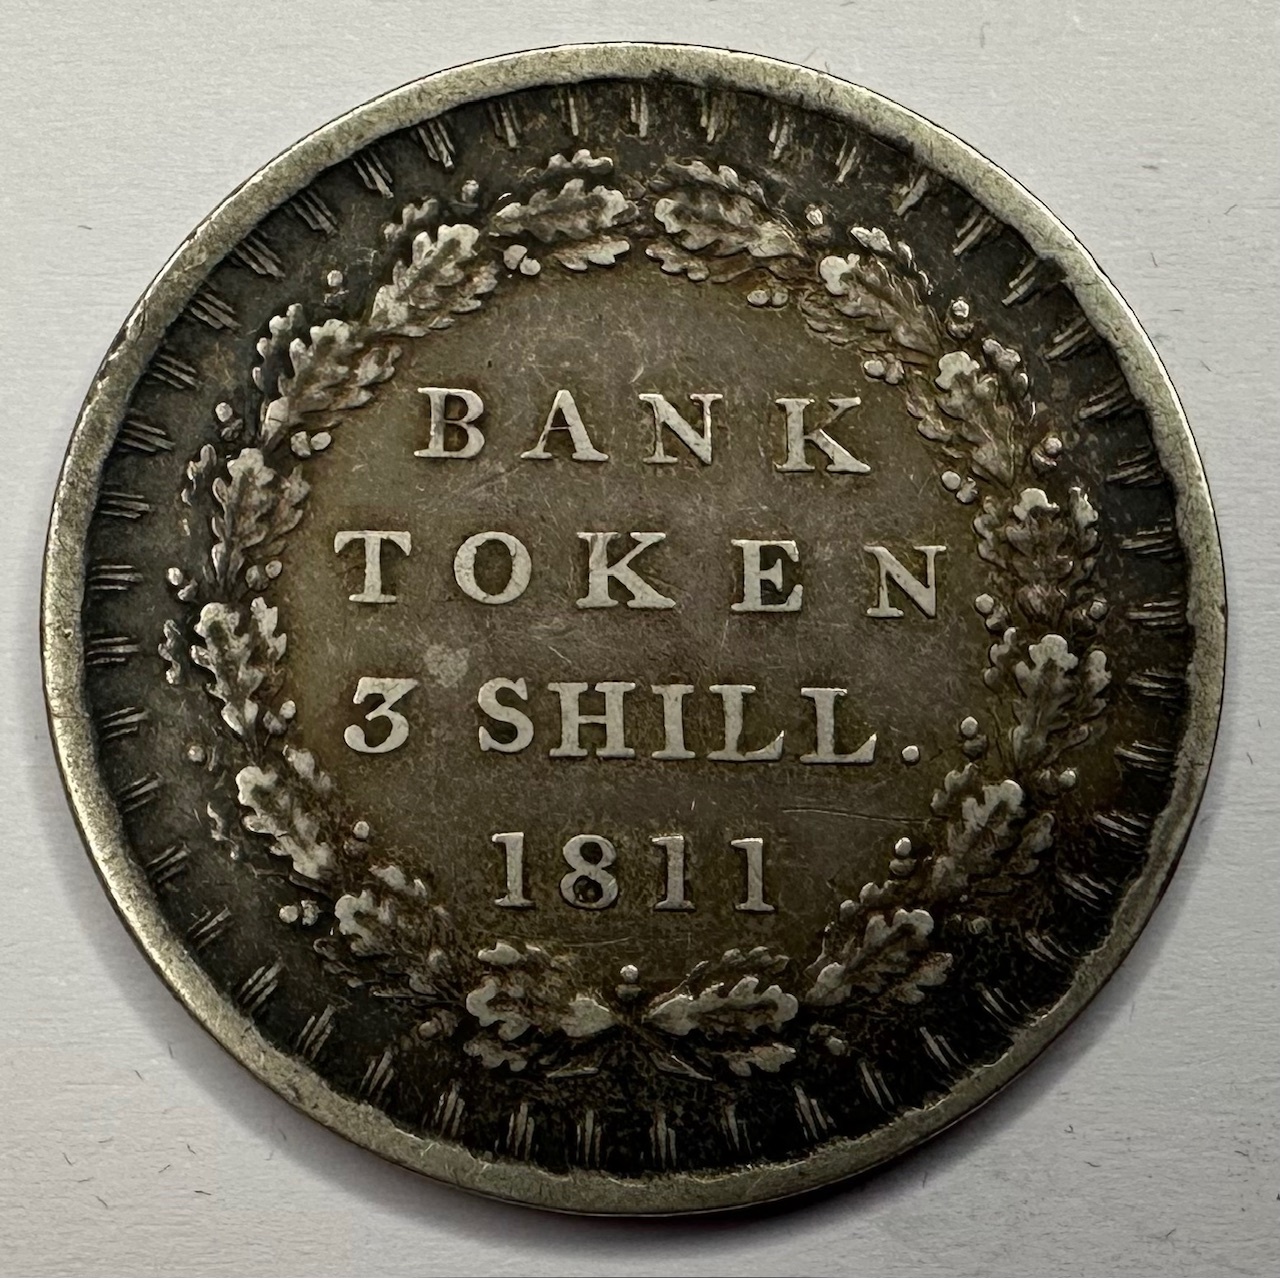 BANK
TOKEN
3 SHILL.
1811